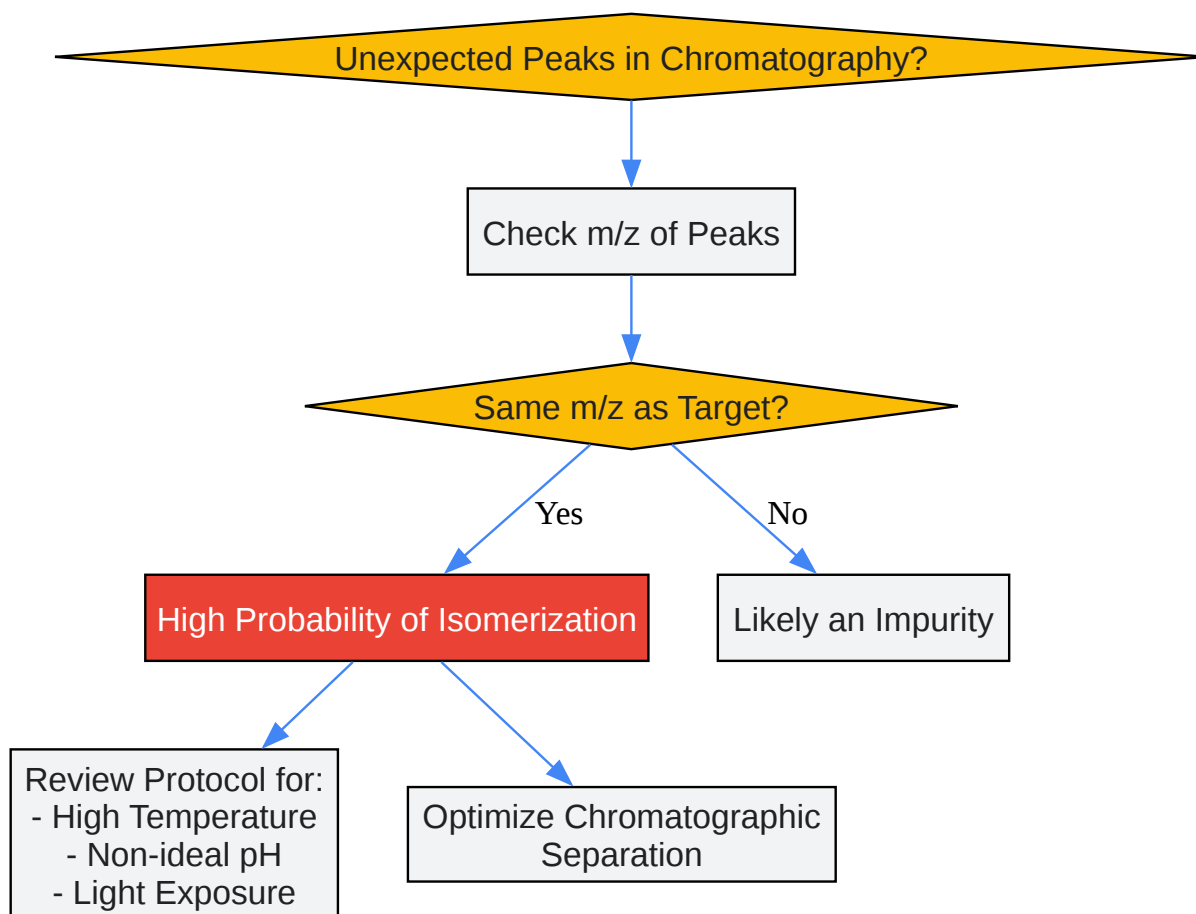 Unexpected Peaks in Chromatography?
Check m/z of Peaks
Same m/z as Target?
Yes
No
High Probability of Isomerization
Likely an Impurity
Review Protocol for:
- High Temperature
- Non-ideal pH
- Light Exposure
Optimize Chromatographic
Separation